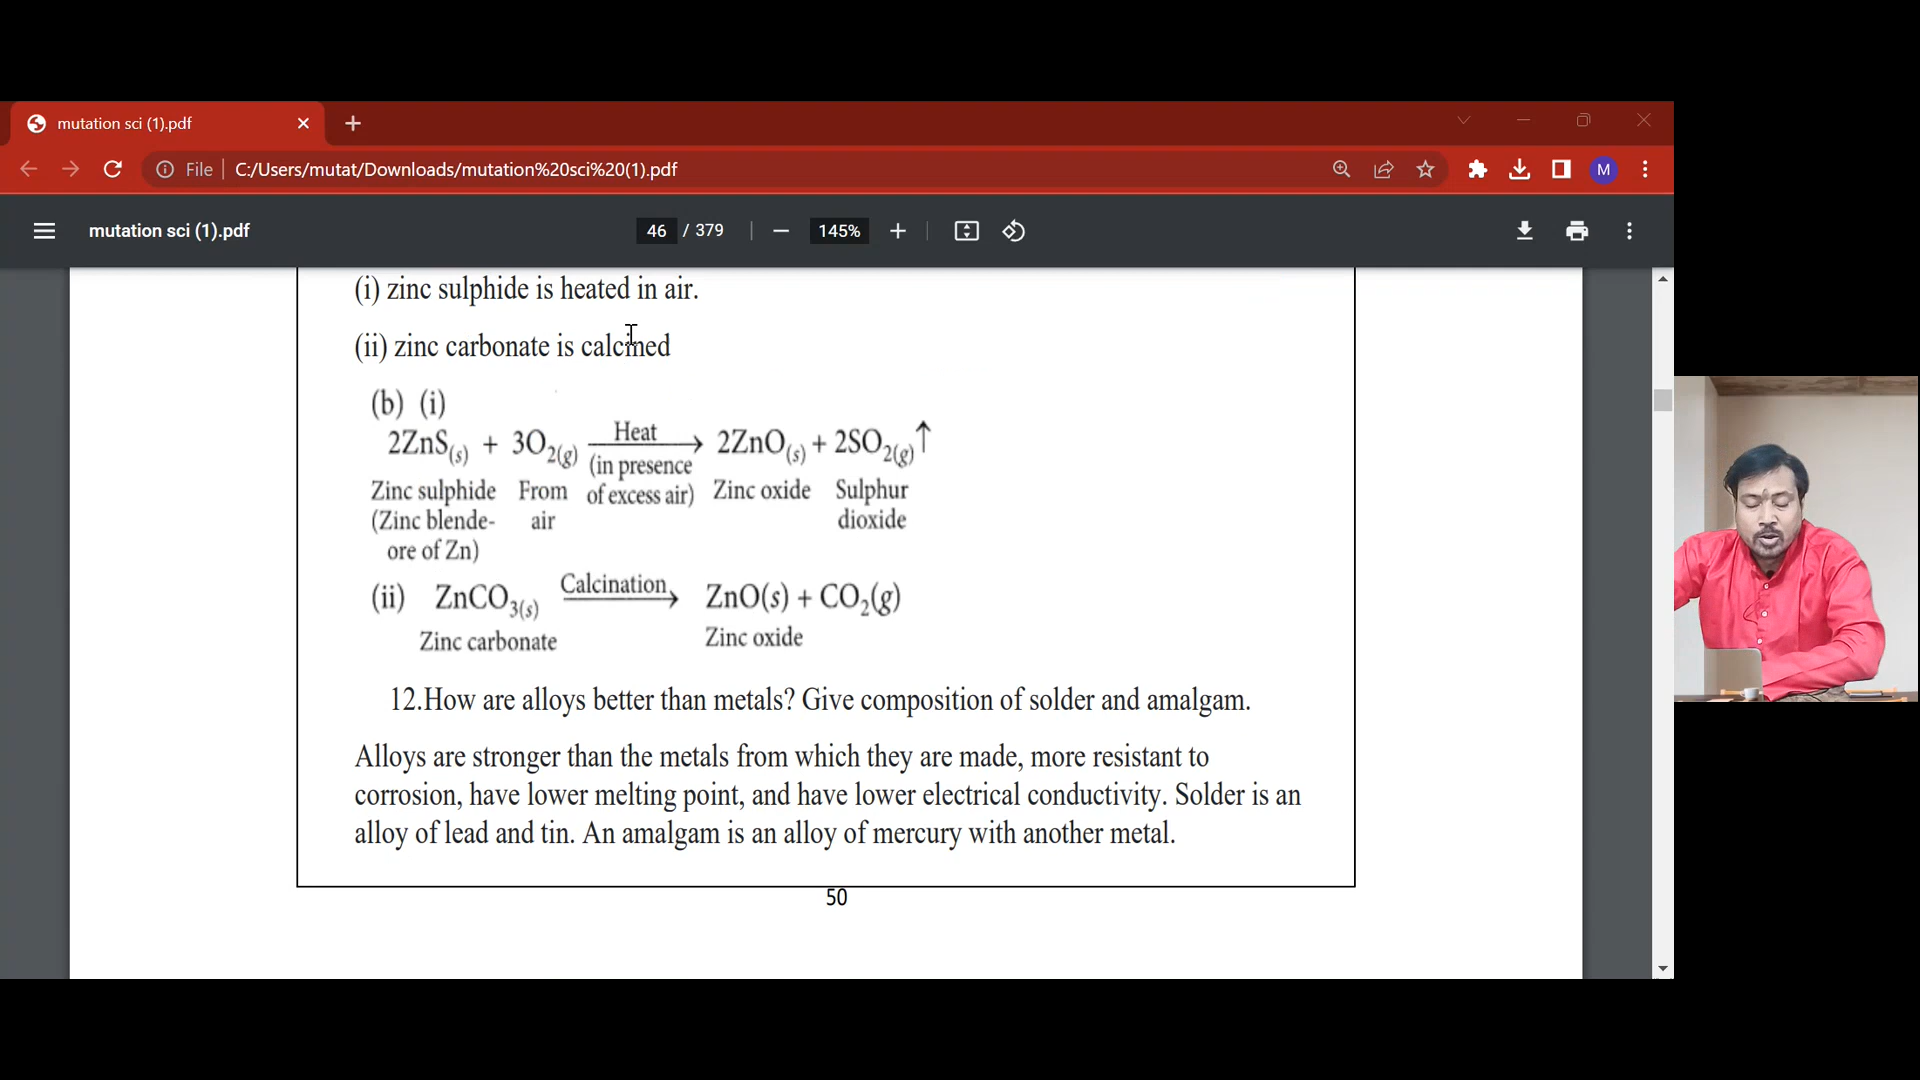 mutation sci (1).pdf
File C:/Users/mutat/Downloads/mutation%20sci%20(1).pdf
M
mutation sci (1).pdf
46 / 379
145%
(i) zinc sulphide is heated in air.
(ii) zinc carbonate is calcined
(b) (i)
2ZnS(s) + 3O2(g) Heat (in presence of excess air) → 2ZnO(s) + 2SO2(g)↑
Zinc sulphide From Zinc oxide Sulphur
(Zinc blende- air dioxide
ore of Zn)
(ii) ZnCO3(s) Calcination → ZnO(s) + CO2(g)
Zinc carbonate Zinc oxide
12.How are alloys better than metals? Give composition of solder and amalgam.
Alloys are stronger than the metals from which they are made, more resistant to
corrosion, have lower melting point, and have lower electrical conductivity. Solder is an
alloy of lead and tin. An amalgam is an alloy of mercury with another metal.
50